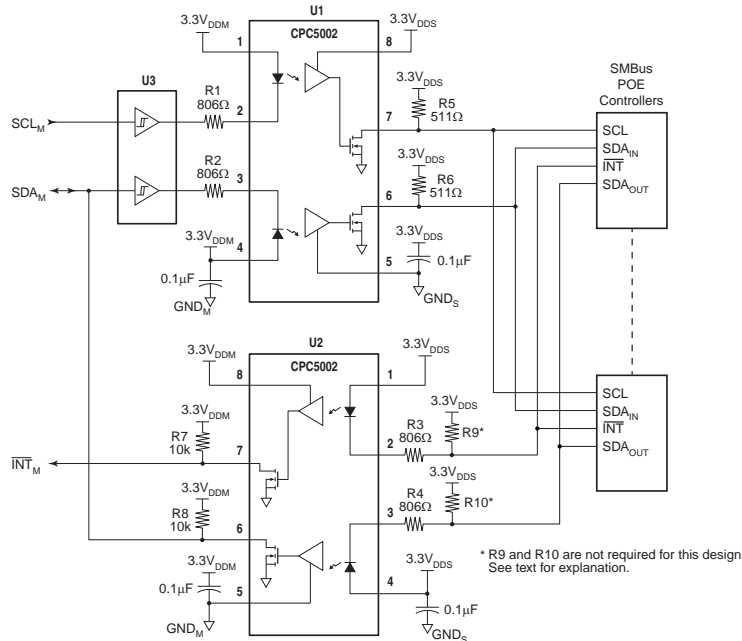 U1
CPC5002
3.3V_DDM
1
8
3.3V_DDS
U3
R1
806Ω
2
SCL_M
3.3V_DDS
R5
511Ω
7
SMBus
POE
Controllers
SCL
SDA_IN
INT
SDA_OUT
R2
806Ω
3
SDA_M
3.3V_DDS
R6
511Ω
6
3.3V_DDM
4
0.1µF
GND_M
3.3V_DDS
5
0.1µF
GND_S
U2
CPC5002
3.3V_DDM
8
3.3V_DDS
1
3.3V_DDM
R7
10k
7
INT_M
R3
806Ω
2
3.3V_DDS
R9*
SCL
SDA_IN
INT
SDA_OUT
3.3V_DDM
R8
10k
6
R4
806Ω
3
3.3V_DDS
R10*
3.3V_DDM
0.1µF
5
GND_M
4
3.3V_DDS
0.1µF
GND_S
* R9 and R10 are not required for this design
See text for explanation.